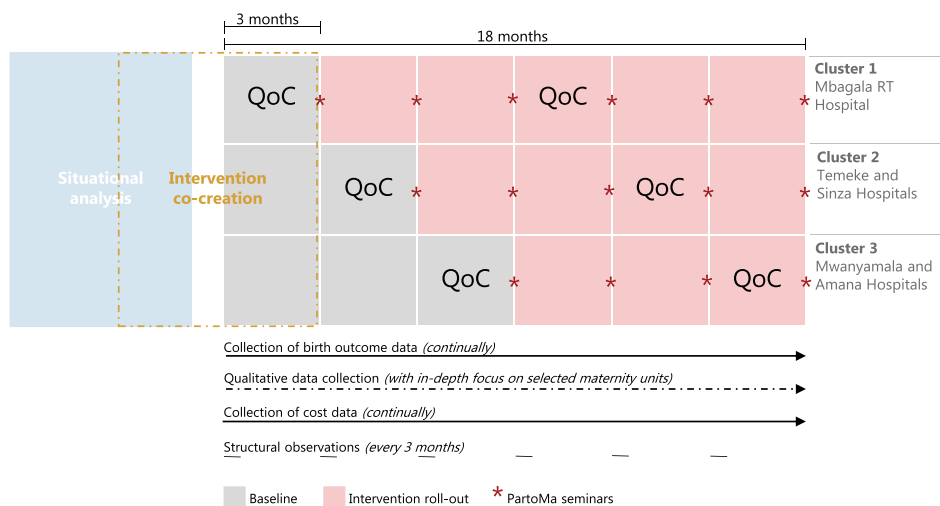 3 months
18 months
Situational
analysis
Intervention
co-creation
QoC
*
*
*
QoC
*
*
*
Cluster 1
Mbagala RT
Hospital
QoC
*
*
*
QoC
*
*
Cluster 2
Temeke and
Sinza Hospitals
QoC
*
*
*
QoC
*
Cluster 3
Mwanyamala and
Amana Hospitals
Collection of birth outcome data (continually)
Qualitative data collection (with in-depth focus on selected maternity units)
Collection of cost data (continually)
Structural observations (every 3 months)
Baseline
Intervention roll-out
* PartoMa seminars